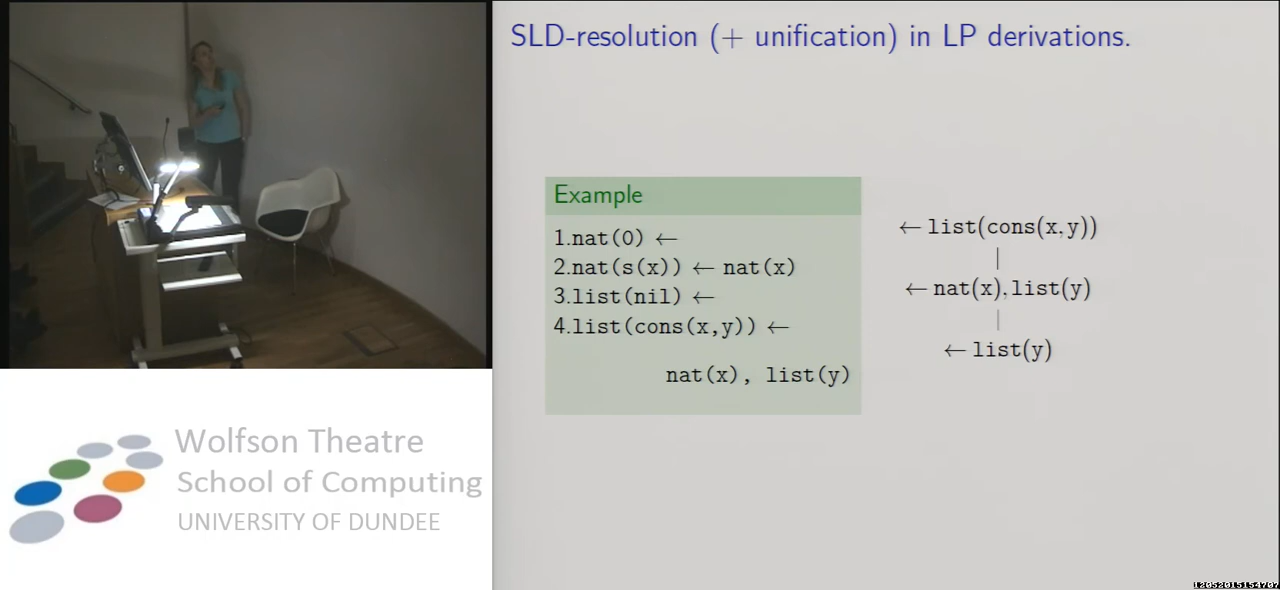 SLD-resolution (+ unification) in LP derivations.
Example
1.nat(0) ←
2.nat(s(x)) ← nat(x)
3.list(nil) ←
4.list(cons(x,y)) ←
nat(x), list(y)
← list(cons(x,y))
← nat(x),list(y)
← list(y)
Wolfson Theatre
School of Computing
UNIVERSITY OF DUNDEE